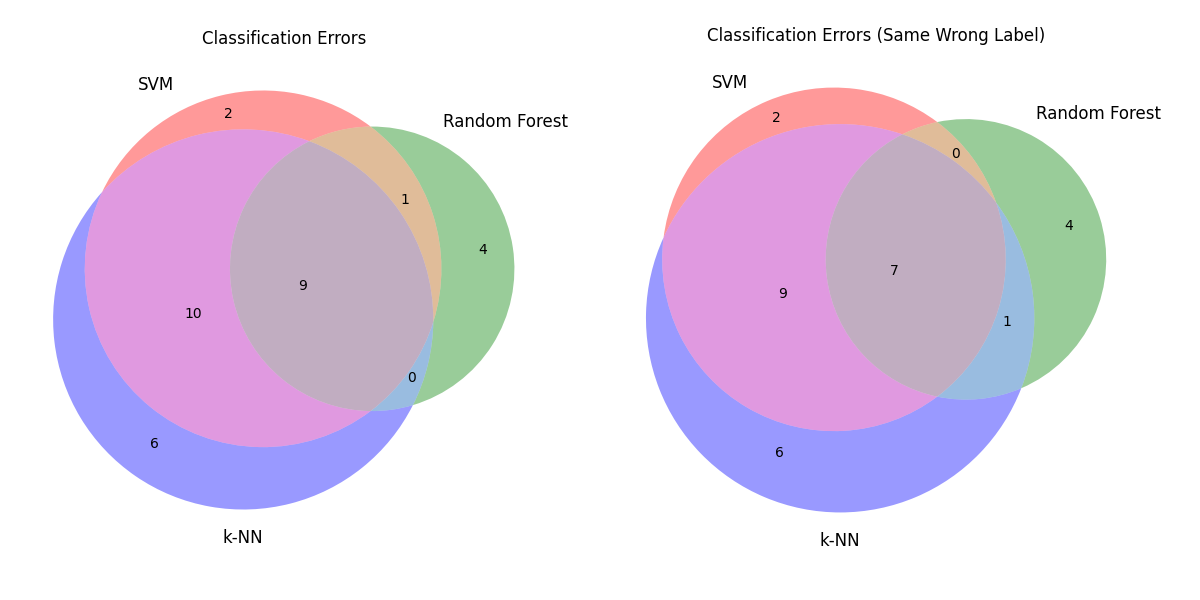 Classification Errors
SVM
Random Forest
2
1
4
9
10
0
6
k-NN
Classification Errors (Same Wrong Label)
SVM
Random Forest
2
0
4
7
9
1
6
k-NN